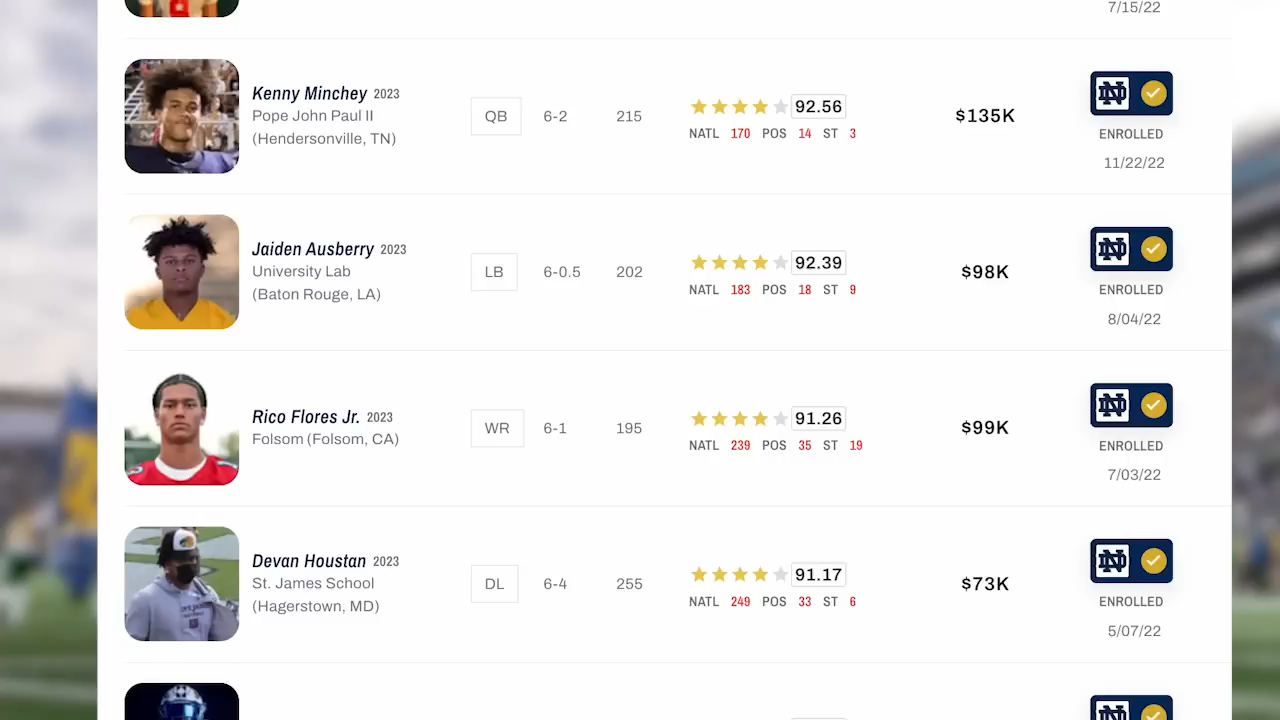 7/15/22
Kenny Minchey 2023
Pope John Paul II
(Hendersonville, TN)
QB
6-2
215
92.56
NATL 170 POS 14 ST 3
$135K
ND
ENROLLED
11/22/22
Jaiden Ausberry 2023
University Lab
(Baton Rouge, LA)
LB
6-0.5
202
92.39
NATL 183 POS 18 ST 9
$98K
ND
ENROLLED
8/04/22
Rico Flores Jr. 2023
Folsom (Folsom, CA)
WR
6-1
195
91.26
NATL 239 POS 35 ST 19
$99K
ND
ENROLLED
7/03/22
Devan Houstan 2023
St. James School
(Hagerstown, MD)
DL
6-4
255
91.17
NATL 249 POS 33 ST 6
$73K
ND
ENROLLED
5/07/22
ND